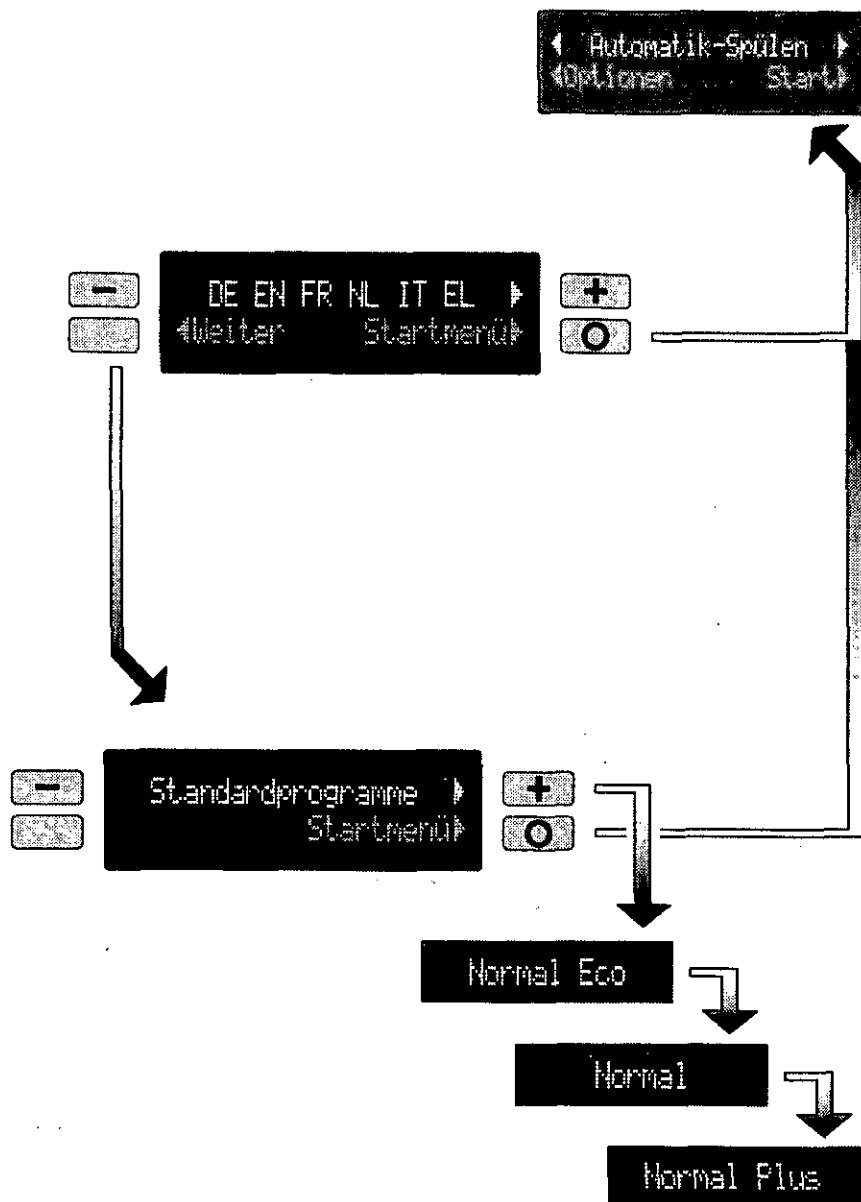 Automatik-Spülen
Optionen Start
− DE EN FR NL IT EL +
Weiter Startmenü O
− Standardprogramme +
Startmenü O
Normal Eco
Normal
Normal Plus